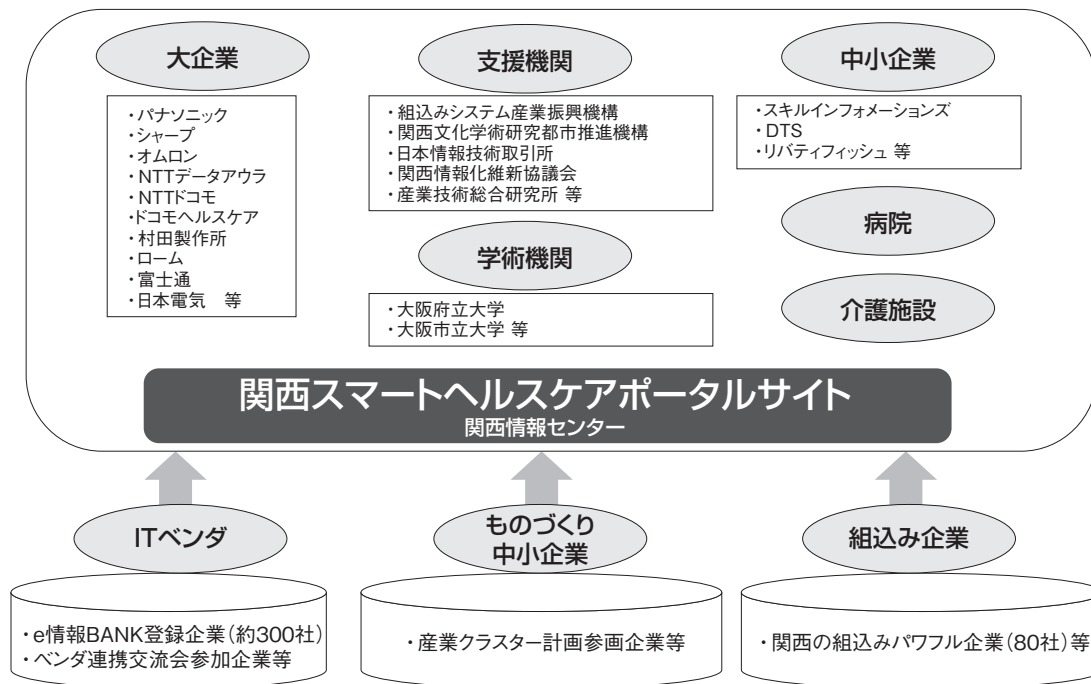 大企業
・パナソニック
・シャープ
・オムロン
・NTTデータアウラ
・NTTドコモ
・ドコモヘルスケア
・村田製作所
・ローム
・富士通
・日本電気　等
支援機関
・組込みシステム産業振興機構
・関西文化学術研究都市推進機構
・日本情報技術取引所
・関西情報化維新協議会
・産業技術総合研究所 等
学術機関
・大阪府立大学
・大阪市立大学 等
中小企業
・スキルインフォメーションズ
・DTS
・リバティフィッシュ 等
病院
介護施設
関西スマートヘルスケアポータルサイト
関西情報センター
ITベンダ
・e情報BANK登録企業（約300社）
・ベンダ連携交流会参加企業等
ものづくり
中小企業
・産業クラスター計画参画企業等
組込み企業
・関西の組込みパワフル企業（80社）等